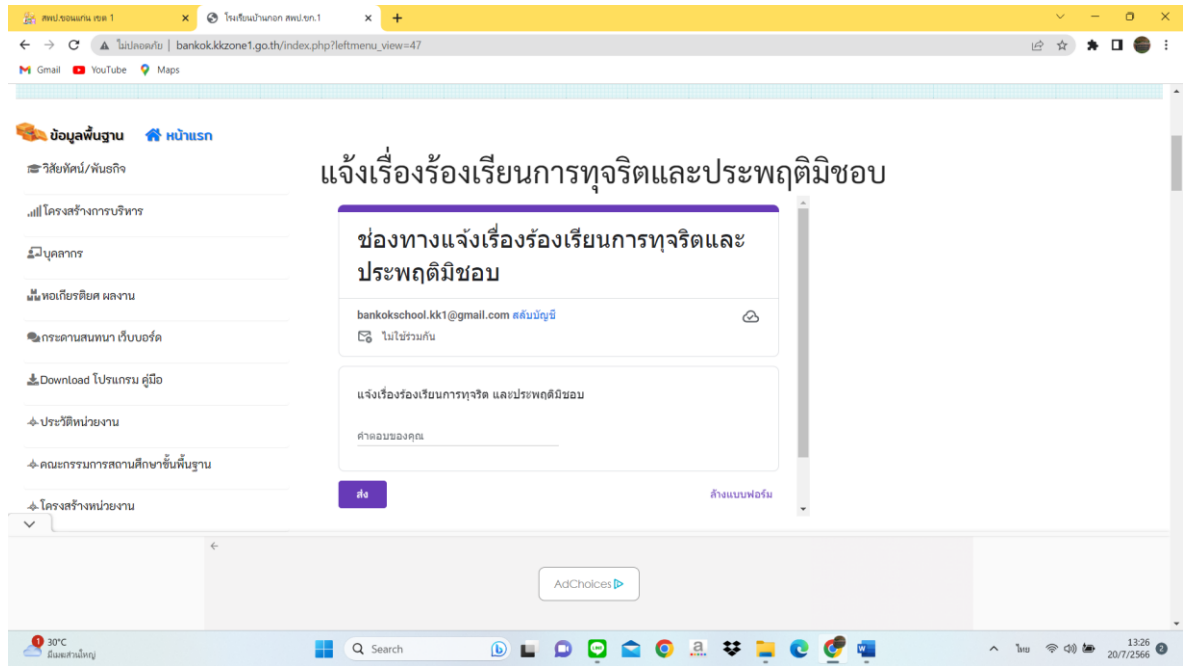 สพป.ขอนแก่น เขต 1
โรงเรียนบ้านกอก สพป.ขก.1
ไม่ปลอดภัย
bankok.kkzone1.go.th/index.php?leftmenu_view=47
Gmail
YouTube
Maps
ข้อมูลพื้นฐาน
หน้าแรก
วิสัยทัศน์/พันธกิจ
โครงสร้างการบริหาร
บุคลากร
หอเกียรติยศ ผลงาน
กระดานสนทนา เว็บบอร์ด
Download โปรแกรม คู่มือ
ประวัติหน่วยงาน
คณะกรรมการสถานศึกษาขั้นพื้นฐาน
โครงสร้างหน่วยงาน
แจ้งเรื่องร้องเรียนการทุจริตและประพฤติมิชอบ
ช่องทางแจ้งเรื่องร้องเรียนการทุจริตและ
ประพฤติมิชอบ
bankokschool.kk1@gmail.com สลับบัญชี
ไม่ใช้ร่วมกัน
แจ้งเรื่องร้องเรียนการทุจริต และประพฤติมิชอบ
คำตอบของคุณ
ส่ง
ล้างแบบฟอร์ม
AdChoices
1
30°C
มีเมฆส่วนใหญ่
Search
ไทย
13:26
20/7/2566
2